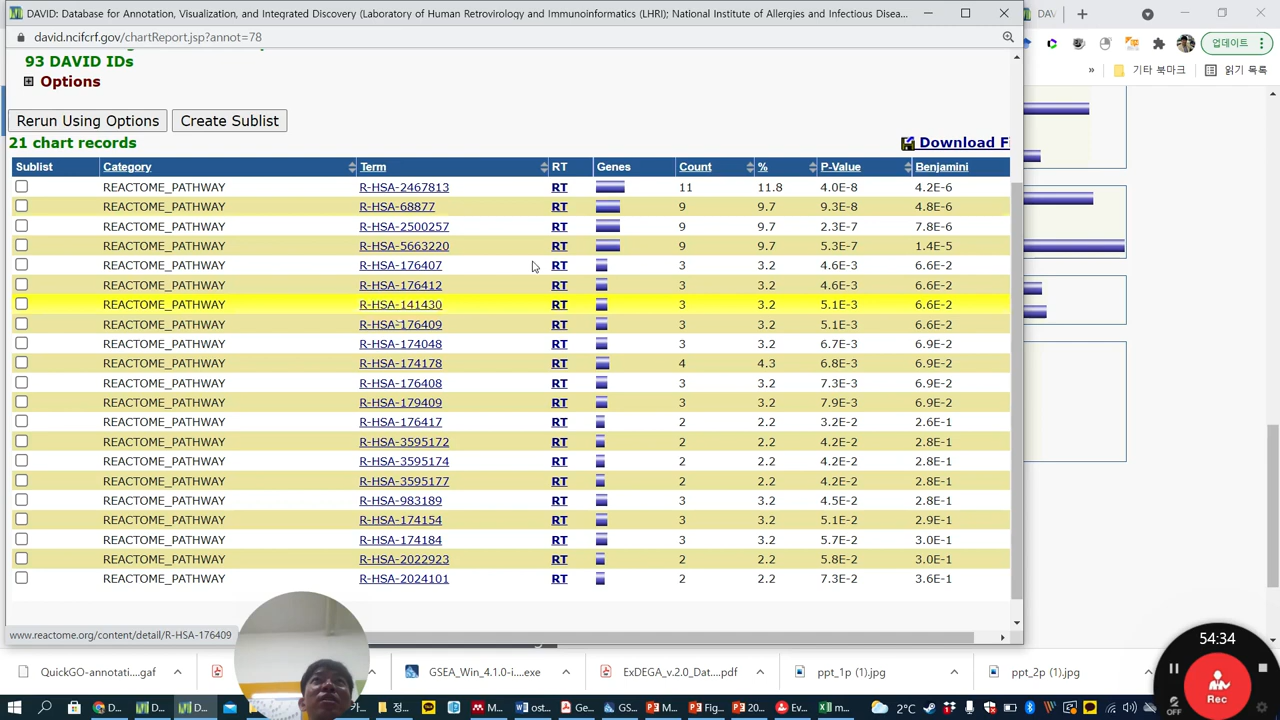 DAVID: Database for Annotation, Visualization, and Integrated Discovery (Laboratory of Human Retrovirology and Immunoinformatics (LHRI); National Institute of Allergies and Infectious Disea...
DAV
david.ncifcrf.gov/chartReport.jsp?annot=78
업데이트
»
기타 북마크
읽기 목록
93 DAVID IDs
Options
Rerun Using Options
Create Sublist
21 chart records
Download F
Sublist Category Term RT Genes Count % P-Value Benjamini
REACTOME_PATHWAY R-HSA-2467813 RT 11 11.8 4.0E-8 4.2E-6
REACTOME_PATHWAY R-HSA-68877 RT 9 9.7 9.3E-8 4.8E-6
REACTOME_PATHWAY R-HSA-2500257 RT 9 9.7 2.3E-7 7.8E-6
REACTOME_PATHWAY R-HSA-5663220 RT 9 9.7 5.3E-7 1.4E-5
REACTOME_PATHWAY R-HSA-176407 RT 3 3.2 4.6E-3 6.6E-2
REACTOME_PATHWAY R-HSA-176412 RT 3 3.2 4.6E-3 6.6E-2
REACTOME_PATHWAY R-HSA-141430 RT 3 3.2 5.1E-3 6.6E-2
REACTOME_PATHWAY R-HSA-176409 RT 3 3.2 5.1E-3 6.6E-2
REACTOME_PATHWAY R-HSA-174048 RT 3 3.2 6.7E-3 6.9E-2
REACTOME_PATHWAY R-HSA-174178 RT 4 4.3 6.8E-3 6.9E-2
REACTOME_PATHWAY R-HSA-176408 RT 3 3.2 7.3E-3 6.9E-2
REACTOME_PATHWAY R-HSA-179409 RT 3 3.2 7.9E-3 6.9E-2
REACTOME_PATHWAY R-HSA-176417 RT 2 2.2 3.2E-2 2.6E-1
REACTOME_PATHWAY R-HSA-3595172 RT 2 2.2 4.2E-2 2.8E-1
REACTOME_PATHWAY R-HSA-3595174 RT 2 2.2 4.2E-2 2.8E-1
REACTOME_PATHWAY R-HSA-3595177 RT 2 2.2 4.2E-2 2.8E-1
REACTOME_PATHWAY R-HSA-983189 RT 3 3.2 4.5E-2 2.8E-1
REACTOME_PATHWAY R-HSA-174154 RT 3 3.2 5.1E-2 2.9E-1
REACTOME_PATHWAY R-HSA-174184 RT 3 3.2 5.7E-2 3.0E-1
REACTOME_PATHWAY R-HSA-2022923 RT 2 2.2 5.8E-2 3.0E-1
REACTOME_PATHWAY R-HSA-2024101 RT 2 2.2 7.3E-2 3.6E-1
www.reactome.org/content/detail/R-HSA-176409
54:34
Rec
OFF
QuickGO-annotati....gaf
GSEA_Win_4.1.0-i....exe
ExDEGA_v.2.0_Dat....pdf
ppt_1p (1).jpg
ppt_2p (1).jpg
D... D... D... 정... Z... N... M... ost... Ge... GS... M... Fig... M... Ev... m...
2°C